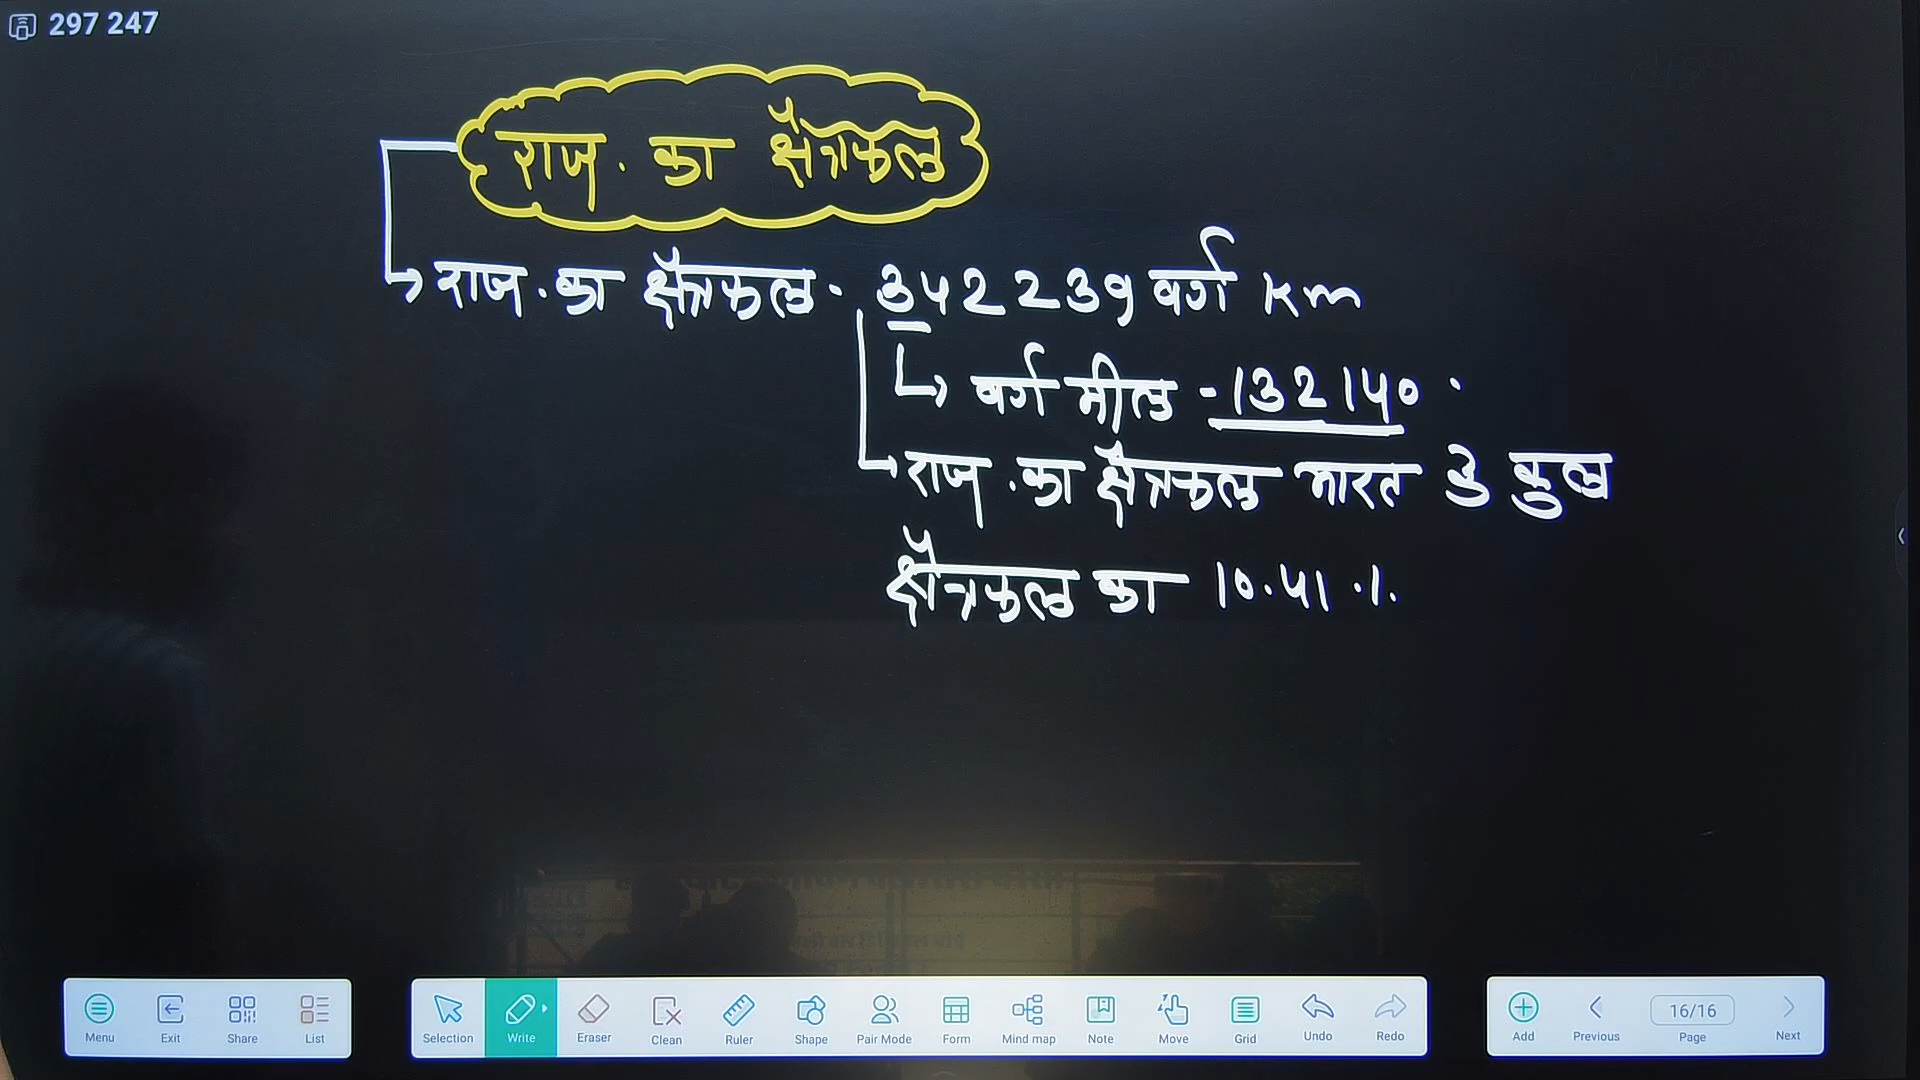 297 247
राज. का क्षेत्रफल
राज. का क्षेत्रफल - 342239 वर्ग Km
वर्ग मील - 132140
राज. का क्षेत्रफल भारत के कुल
क्षेत्रफल का 10.41 %
Menu Exit Share List Selection Write Eraser Clean Ruler Shape Pair Mode Form Mind map Note Move Grid Undo Redo Add Previous 16/16 Page Next